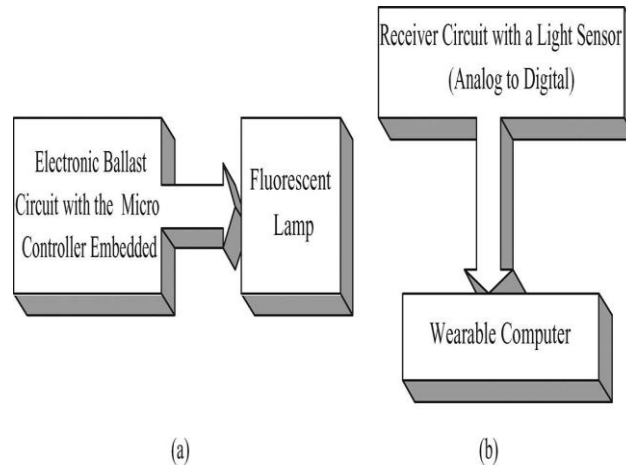 Electronic Ballast
Circuit with the Micro
Controller Embedded
Fluorescent
Lamp
(a)
Receiver Circuit with a Light Sensor
(Analog to Digital)
Wearable Computer
(b)